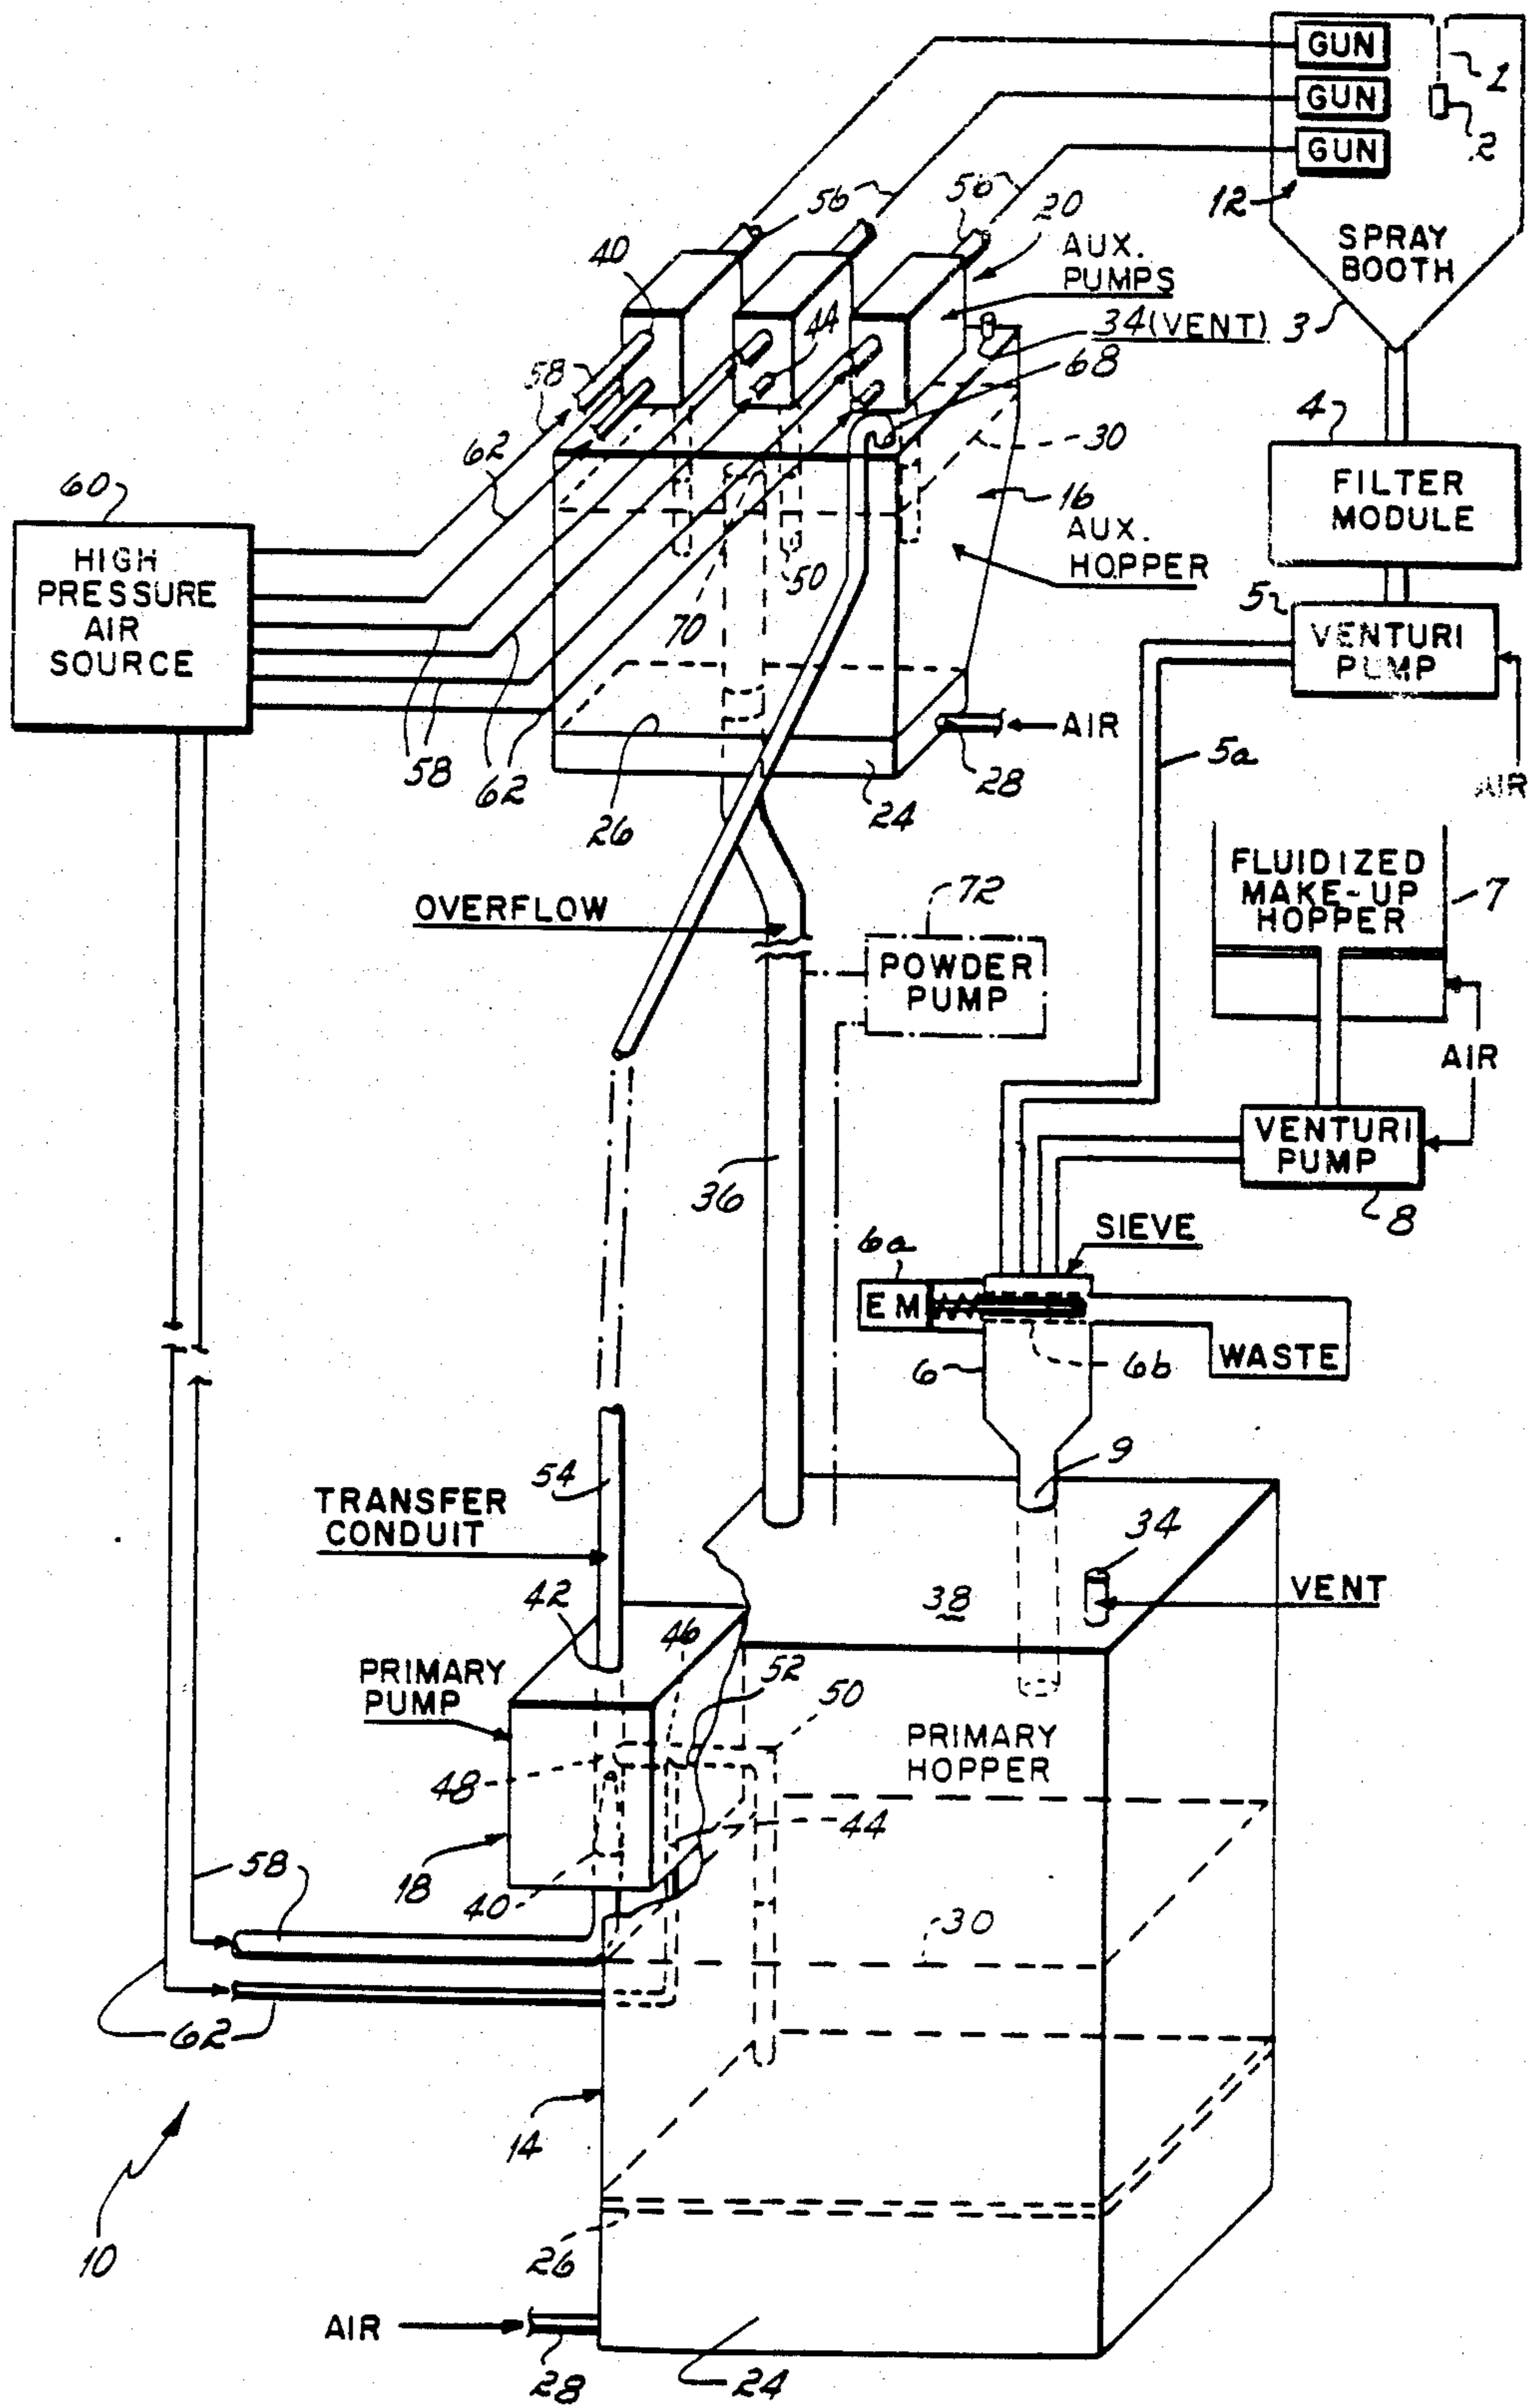 GUN
1
GUN
2
GUN
12
SPRAY
BOOTH
3
56
56
56
20
AUX.
PUMPS
40
44
34 (VENT)
68
58
4
30
62
FILTER
MODULE
60
16
AUX.
HOPPER
HIGH
PRESSURE
AIR
SOURCE
50
5
70
VENTURI
PUMP
AIR
58
62
26
24
28
5a
AIR
OVERFLOW
72
FLUIDIZED
MAKE-UP
HOPPER
7
POWDER
PUMP
AIR
VENTURI
PUMP
36
8
SIEVE
6a
EM
6
6b
WASTE
9
54
TRANSFER
CONDUIT
34
42
38
VENT
46
PRIMARY
PUMP
52
50
PRIMARY
HOPPER
48
44
58
18
40
30
62
14
10
26
AIR
28
24